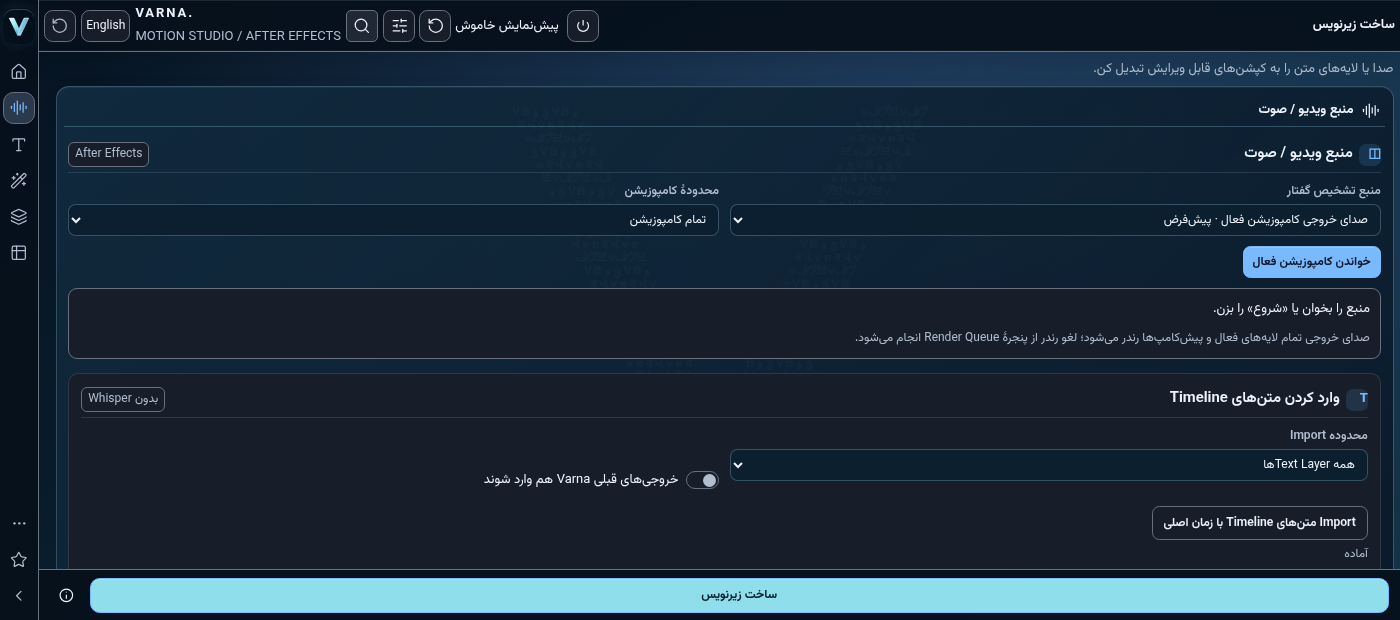 ساخت زیرنویس
پیش‌نمایش خاموش
VARNA.
MOTION STUDIO / AFTER EFFECTS
English
صدا یا لایه‌های متن را به کپشن‌های قابل ویرایش تبدیل کن.
منبع ویدیو / صوت
منبع ویدیو / صوت
After Effects
منبع تشخیص گفتار
محدودهٔ کامپوزیشن
صدای خروجی کامپوزیشن فعال · پیش‌فرض
تمام کامپوزیشن
خواندن کامپوزیشن فعال
منبع را بخوان یا «شروع» را بزن.
صدای خروجی تمام لایه‌های فعال و پیش‌کامپ‌ها رندر می‌شود؛ لغو رندر از پنجرهٔ Render Queue انجام می‌شود.
T
وارد کردن متن‌های Timeline
بدون Whisper
محدوده Import
همه Text Layerها
خروجی‌های قبلی Varna هم وارد شوند
Import متن‌های Timeline با زمان اصلی
آماده
ساخت زیرنویس